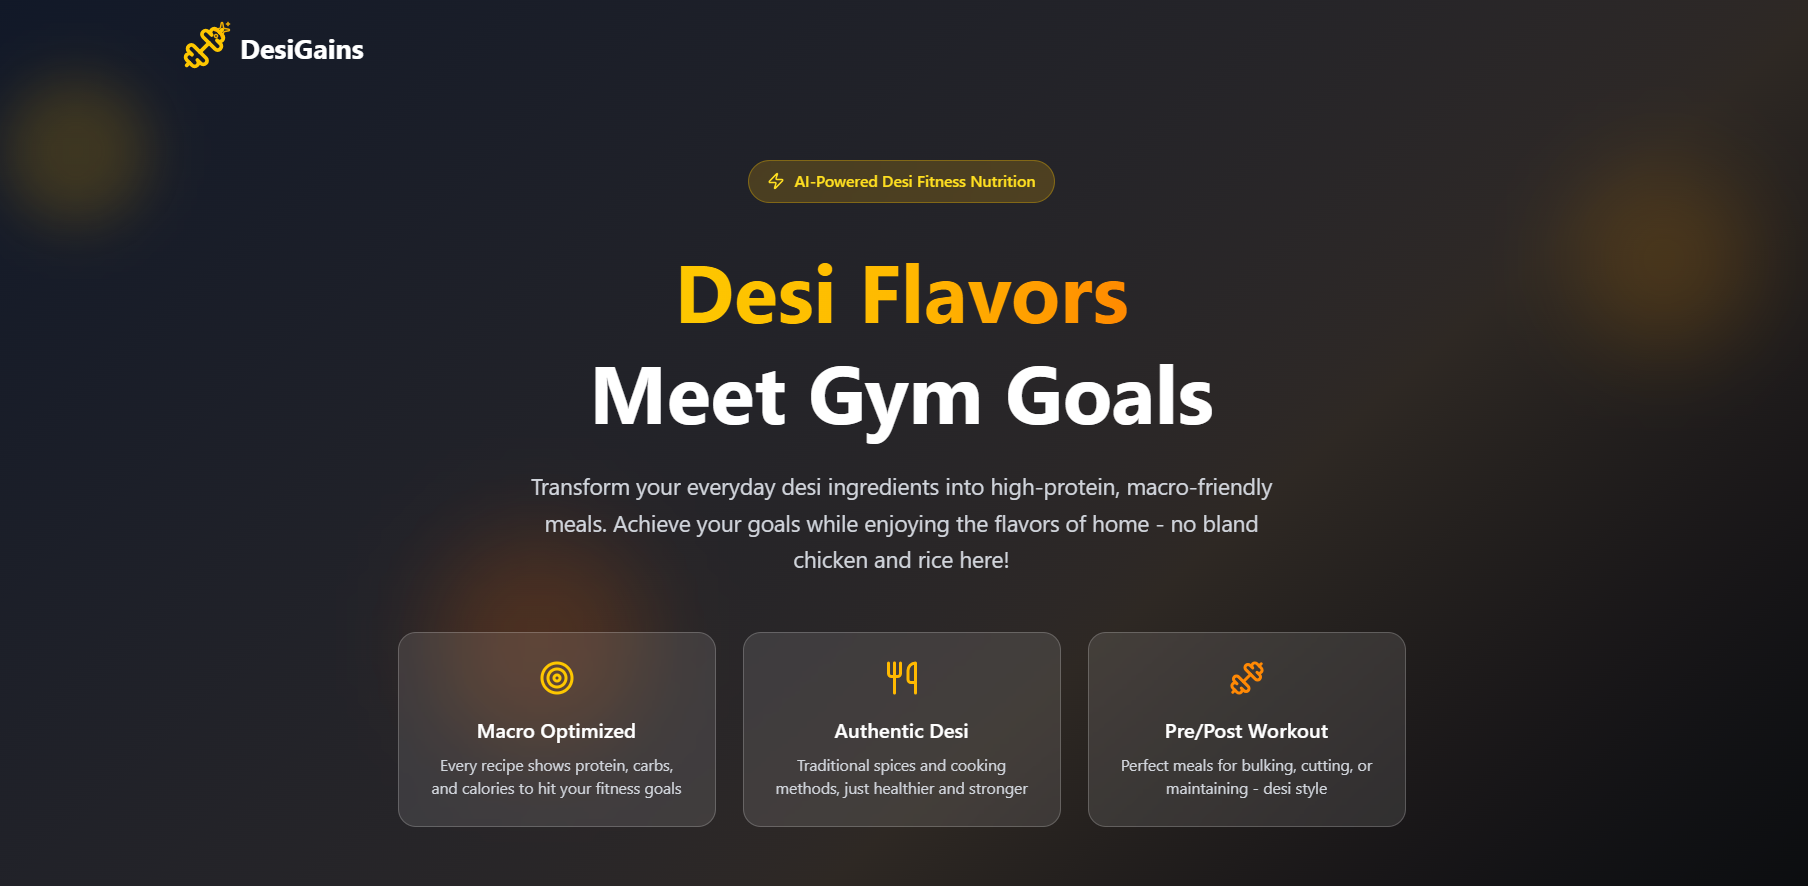 DesiGains
AI-Powered Desi Fitness Nutrition
Desi Flavors
Meet Gym Goals
Transform your everyday desi ingredients into high-protein, macro-friendly
meals. Achieve your goals while enjoying the flavors of home - no bland
chicken and rice here!
Macro Optimized
Every recipe shows protein, carbs,
and calories to hit your fitness goals
Authentic Desi
Traditional spices and cooking
methods, just healthier and stronger
Pre/Post Workout
Perfect meals for bulking, cutting, or
maintaining - desi style